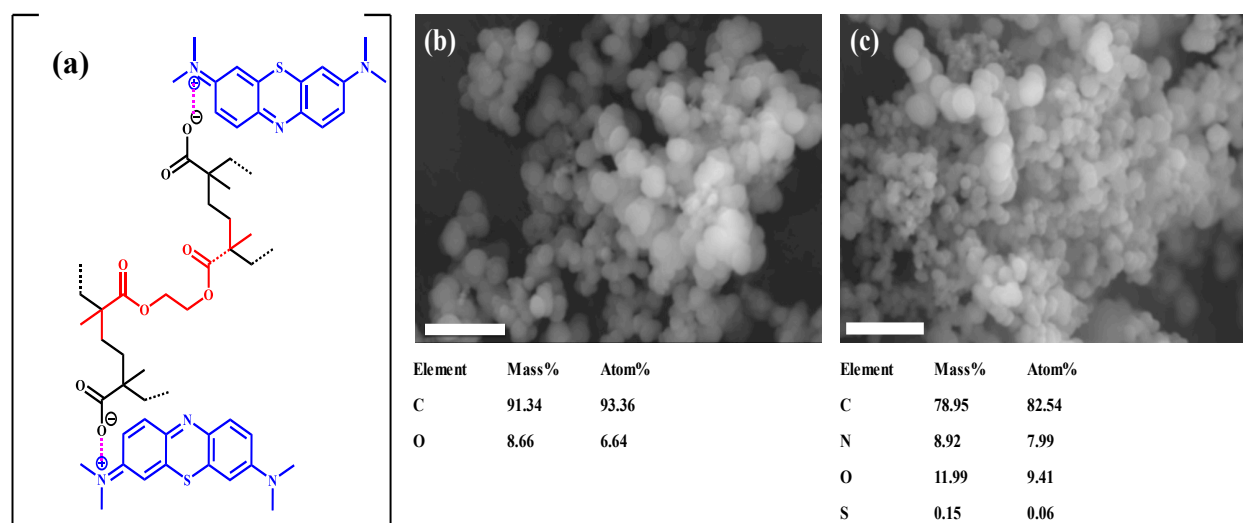 (a)
N
S
N
⊕
N
⊖
O
O
O
O
O
O
O
O
⊖
N
⊕
N
S
N
(b)
(c)
Element Mass% Atom%
C 91.34 93.36
O 8.66 6.64
Element Mass% Atom%
C 78.95 82.54
N 8.92 7.99
O 11.99 9.41
S 0.15 0.06